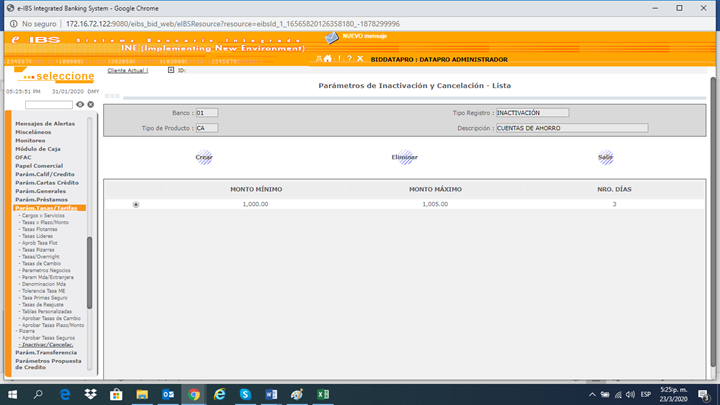 e-IBS Integrated Banking System - Google Chrome
No seguro | 172.16.72.122:9080/eibs_bid_web/eIBSResource?resource=eibsId_1_16565820126358180_-1878299996
e IBS Sistema Bancario Integrado
INE (Implementing New Environment)
NUEVO mensaje
BIDDATAPRO : DATAPRO ADMINISTRADOR
...seleccione
Cliente Actual | ID:
05:25:51 PM 31/01/2020 DMY
Parámetros de Inactivación y Cancelación - Lista
Banco : 01
Tipo Registro : INACTIVACIÓN
Tipo de Producto : CA
Descripción : CUENTAS DE AHORRO
Crear
Eliminar
Salir
MONTO MÍNIMO MONTO MÁXIMO NRO. DÍAS
1,000.00 1,005.00 3
Mensajes de Alertas
Misceláneos
Monitoreo
Módulo de Caja
OFAC
Papel Comercial
Parám.Calif/Credito
Parám.Cartas Crédito
Parám.Generales
Parám.Préstamos
Parám.Tasas/Tarifas
- Cargos x Servicios
- Tasas x Plazo/Monto
- Tasas Flotantes
- Tasas Lideres
- Aprob Tasa Flot
- Tasas Pizarras
- Tasas/Overnight
- Tasas de Cambio
- Parametros Negocios
- Param Mda/Extranjera
- Denominacion Mda
- Tolerencia Tasa ME
- Tasa Primas Seguro
- Tasas de Reajuste
- Tablas Personalizadas
- Aprobar Tasas de Cambio
- Aprobar Tasas Plazo/Monto
- Pizarra
- Aprobar Tasas Seguros
- Inactivac/Cancelac.
Parám.Transferencia
Parámetros Propuesta
de Credito
ESP
5:25 p. m.
23/3/2020